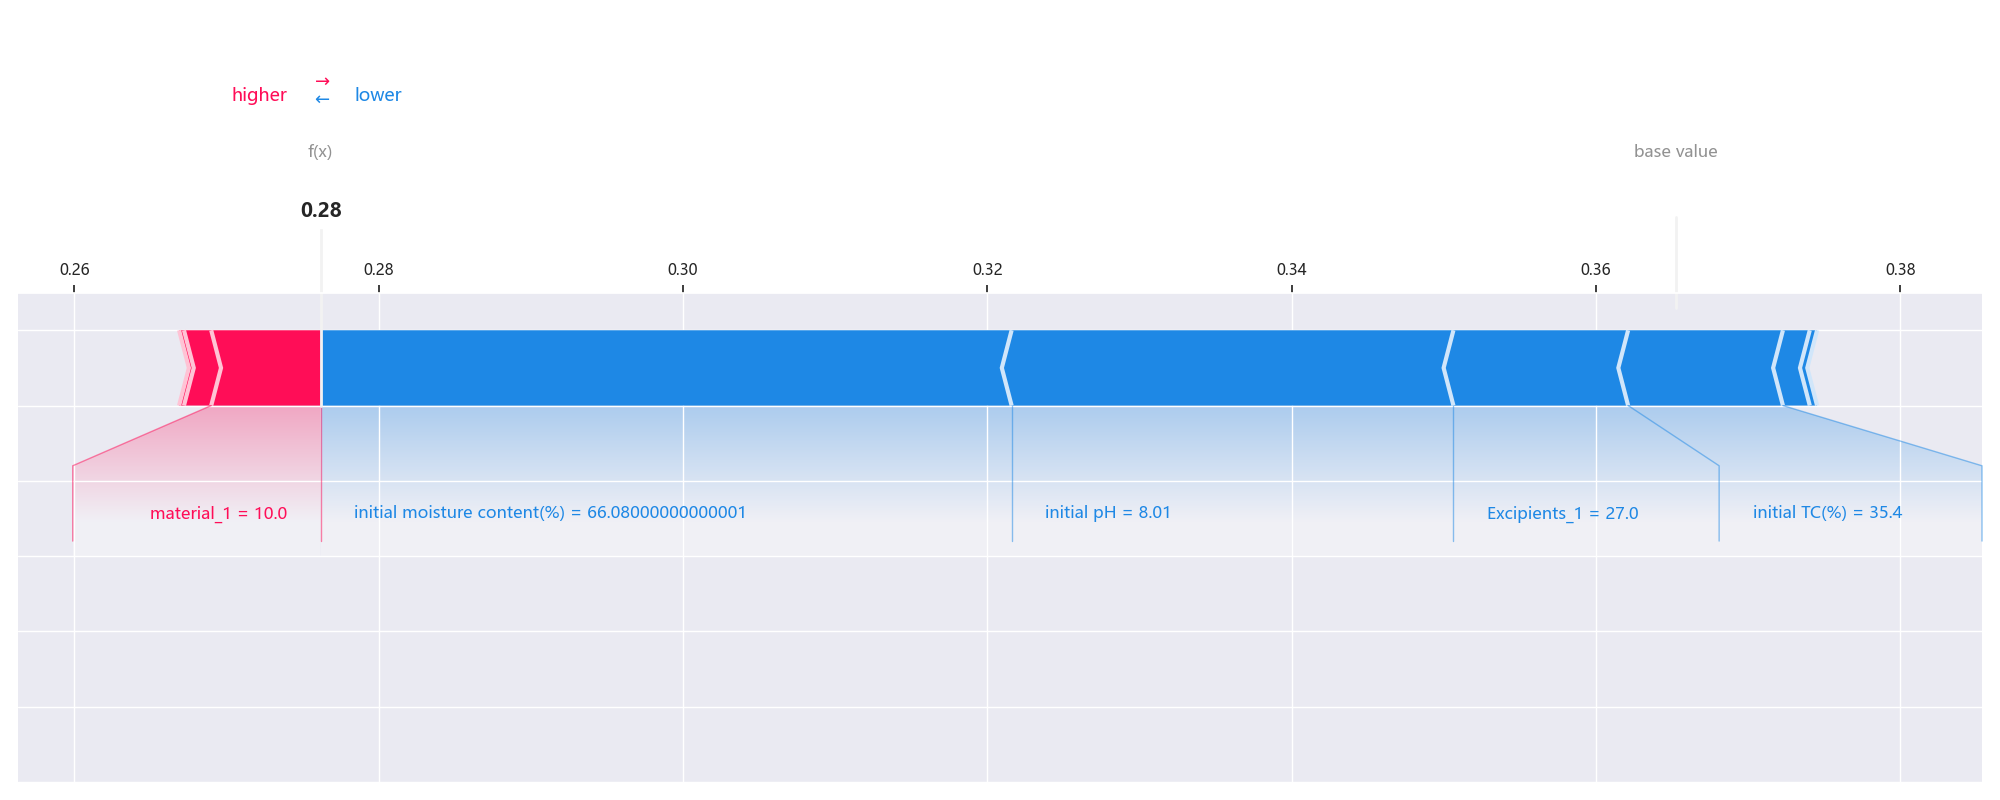 higher → ← lower
f(x) base value
0.28
0.26 0.28 0.30 0.32 0.34 0.36 0.38
material_1 = 10.0 initial moisture content(%) = 66.08000000000001 initial pH = 8.01 Excipients_1 = 27.0 initial TC(%) = 35.4